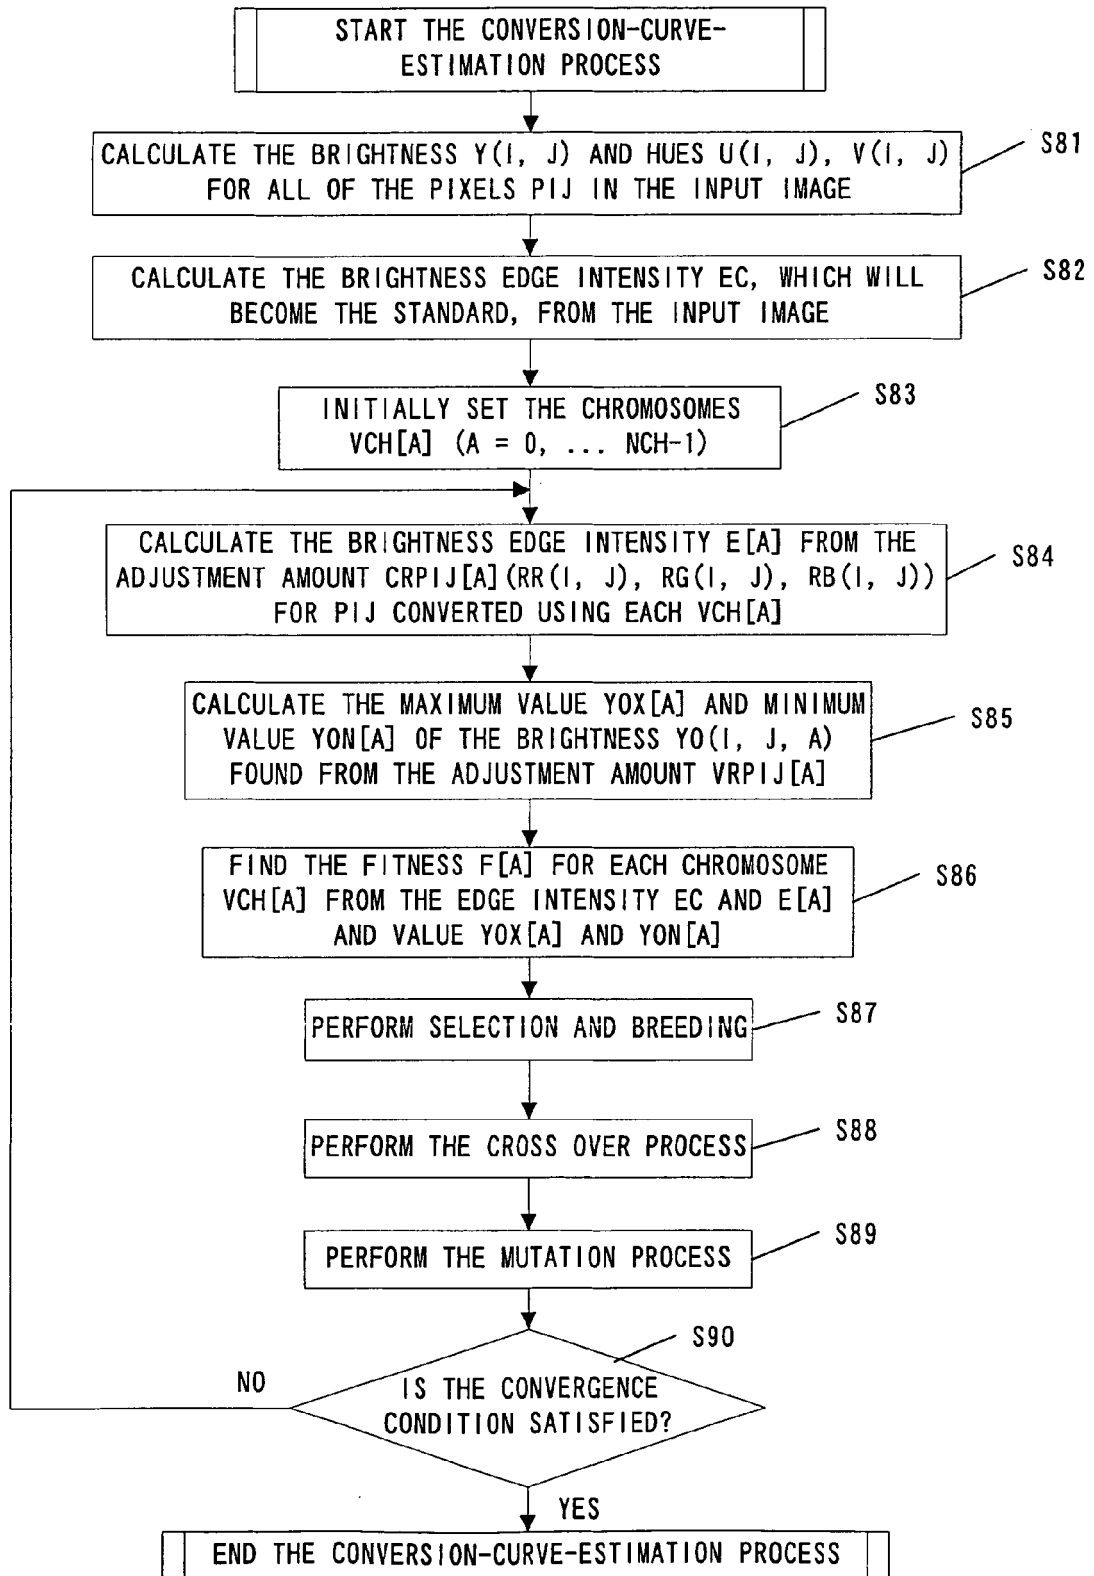 START THE CONVERSION-CURVE-
ESTIMATION PROCESS
CALCULATE THE BRIGHTNESS Y(I, J) AND HUES U(I, J), V(I, J)
FOR ALL OF THE PIXELS PIJ IN THE INPUT IMAGE
S81
CALCULATE THE BRIGHTNESS EDGE INTENSITY EC, WHICH WILL
BECOME THE STANDARD, FROM THE INPUT IMAGE
S82
INITIALLY SET THE CHROMOSOMES
VCH[A] (A = 0, ... NCH-1)
S83
CALCULATE THE BRIGHTNESS EDGE INTENSITY E[A] FROM THE
ADJUSTMENT AMOUNT CRPIJ[A](RR(I, J), RG(I, J), RB(I, J))
FOR PIJ CONVERTED USING EACH VCH[A]
S84
CALCULATE THE MAXIMUM VALUE YOX[A] AND MINIMUM
VALUE YON[A] OF THE BRIGHTNESS YO(I, J, A)
FOUND FROM THE ADJUSTMENT AMOUNT VRPIJ[A]
S85
FIND THE FITNESS F[A] FOR EACH CHROMOSOME
VCH[A] FROM THE EDGE INTENSITY EC AND E[A]
AND VALUE YOX[A] AND YON[A]
S86
PERFORM SELECTION AND BREEDING
S87
PERFORM THE CROSS OVER PROCESS
S88
PERFORM THE MUTATION PROCESS
S89
S90
IS THE CONVERGENCE
CONDITION SATISFIED?
NO
YES
END THE CONVERSION-CURVE-ESTIMATION PROCESS